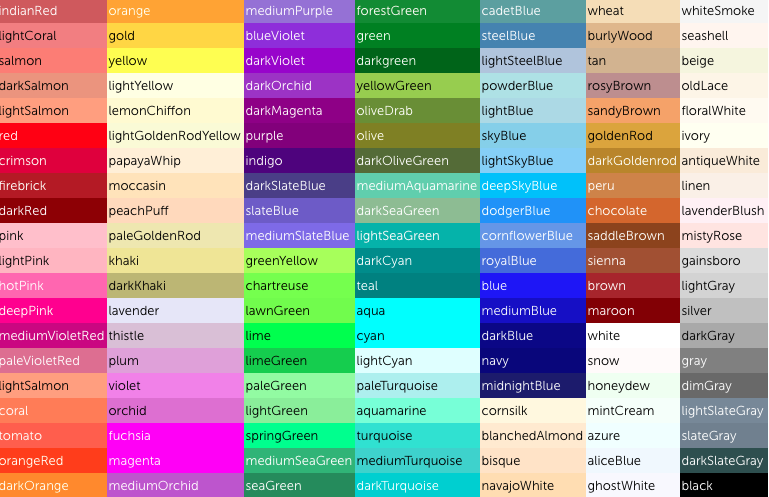 indianRed orange mediumPurple forestGreen cadetBlue wheat whiteSmoke
lightCoral gold blueViolet green steelBlue burlyWood seashell
salmon yellow darkViolet darkgreen lightSteelBlue tan beige
darkSalmon lightYellow darkOrchid yellowGreen powderBlue rosyBrown oldLace
lightSalmon lemonChiffon darkMagenta oliveDrab lightBlue sandyBrown floralWhite
red lightGoldenRodYellow purple olive skyBlue goldenRod ivory
crimson papayaWhip indigo darkOliveGreen lightSkyBlue darkGoldenrod antiqueWhite
firebrick moccasin darkSlateBlue mediumAquamarine deepSkyBlue peru linen
darkRed peachPuff slateBlue darkSeaGreen dodgerBlue chocolate lavenderBlush
pink paleGoldenRod mediumSlateBlue lightSeaGreen cornflowerBlue saddleBrown mistyRose
lightPink khaki greenYellow darkCyan royalBlue sienna gainsboro
hotPink darkKhaki chartreuse teal blue brown lightGray
deepPink lavender lawnGreen aqua mediumBlue maroon silver
mediumVioletRed thistle lime cyan darkBlue white darkGray
paleVioletRed plum limeGreen lightCyan navy snow gray
lightSalmon violet paleGreen paleTurquoise midnightBlue honeydew dimGray
coral orchid lightGreen aquamarine cornsilk mintCream lightSlateGray
tomato fuchsia springGreen turquoise blanchedAlmond azure slateGray
orangeRed magenta mediumSeaGreen mediumTurquoise bisque aliceBlue darkSlateGray
darkOrange mediumOrchid seaGreen darkTurquoise navajoWhite ghostWhite black